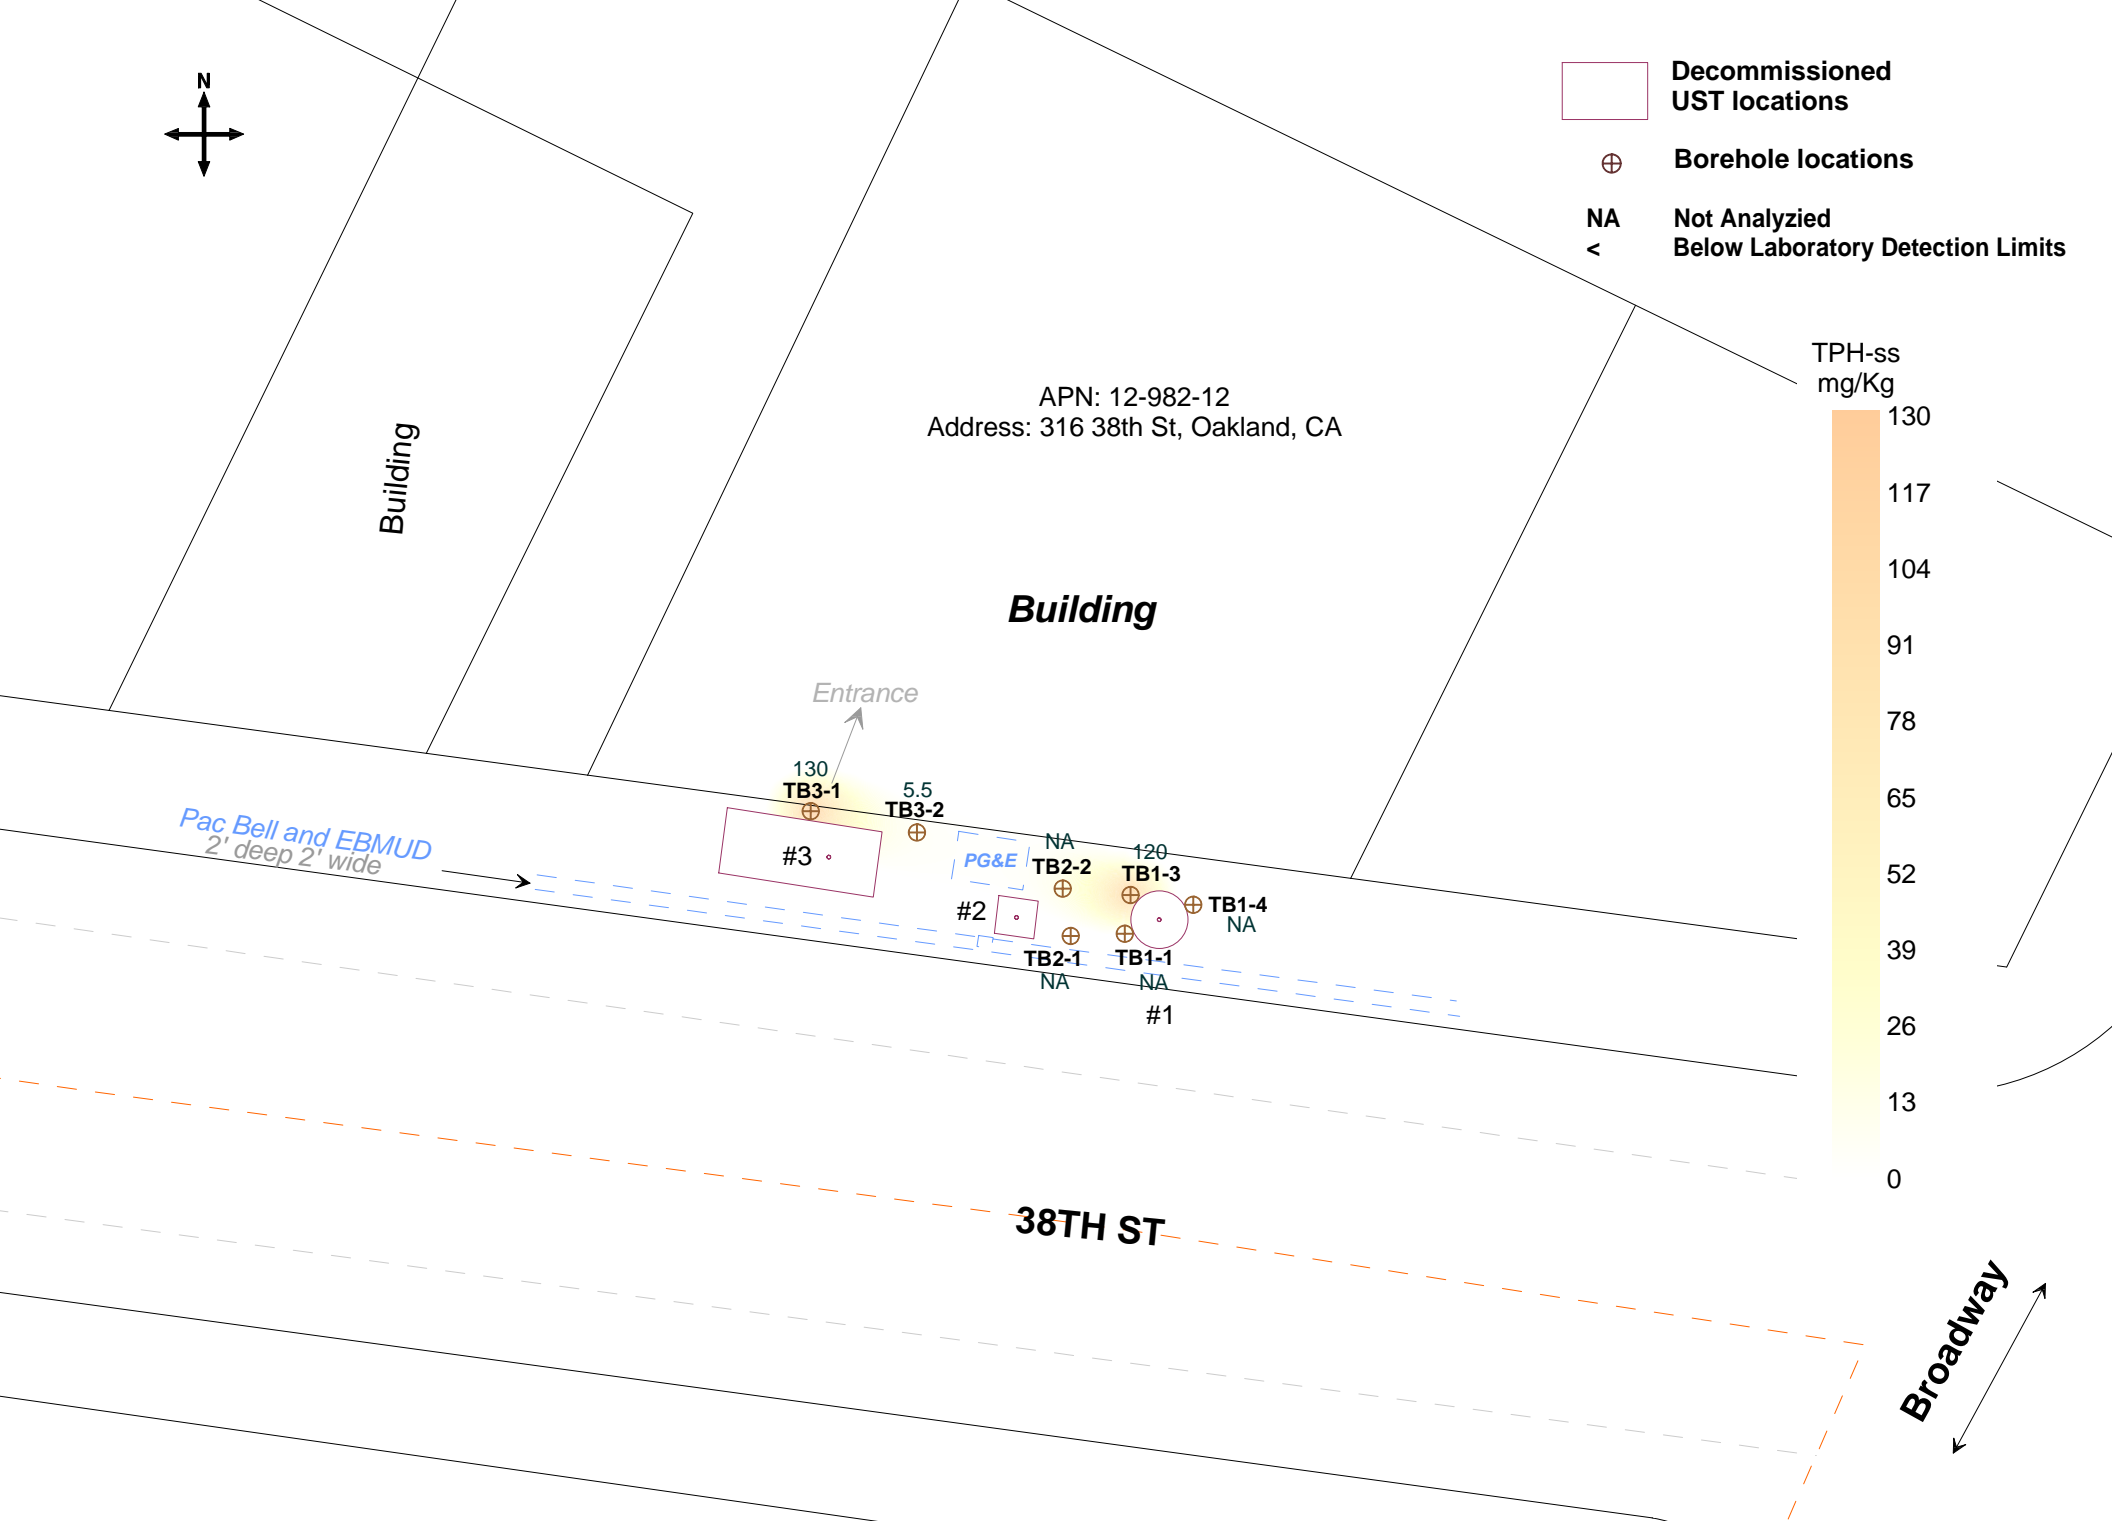 N
Decommissioned
UST locations
Borehole locations
NA Not Analyzied
< Below Laboratory Detection Limits
TPH-ss
mg/Kg
130
117
104
91
78
65
52
39
26
13
0
APN: 12-982-12
Address: 316 38th St, Oakland, CA
Building
Building
Entrance
130
TB3-1
5.5
TB3-2
#3
PG&E
NA
TB2-2
120
TB1-3
TB1-4
NA
#2
TB2-1
NA
TB1-1
NA
#1
Pac Bell and EBMUD
2' deep 2' wide
38TH ST
Broadway